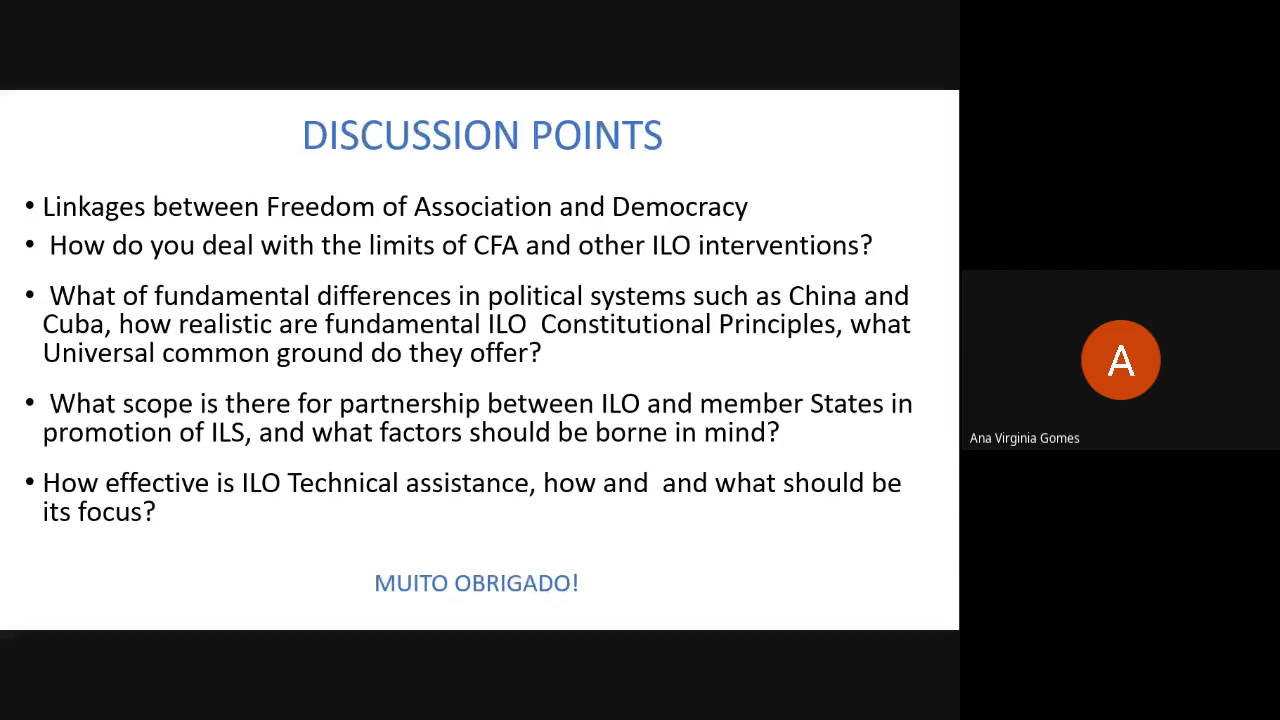 DISCUSSION POINTS
• Linkages between Freedom of Association and Democracy
• How do you deal with the limits of CFA and other ILO interventions?
• What of fundamental differences in political systems such as China and
Cuba, how realistic are fundamental ILO Constitutional Principles, what
Universal common ground do they offer?
• What scope is there for partnership between ILO and member States in
promotion of ILS, and what factors should be borne in mind?
• How effective is ILO Technical assistance, how and and what should be
its focus?
MUITO OBRIGADO!
A
Ana Virginia Gomes